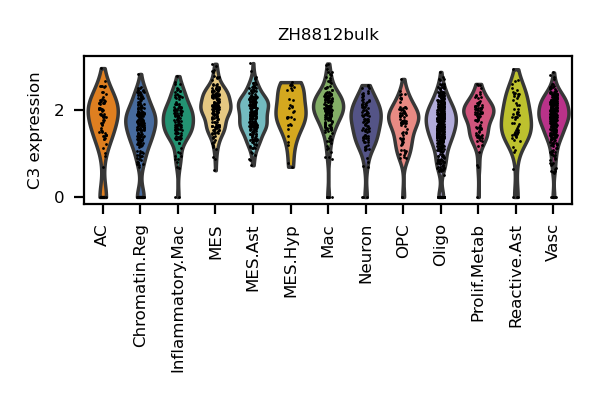 ZH8812bulk
C3 expression
2
0
AC
Chromatin.Reg
Inflammatory.Mac
MES
MES.Ast
MES.Hyp
Mac
Neuron
OPC
Oligo
Prolif.Metab
Reactive.Ast
Vasc